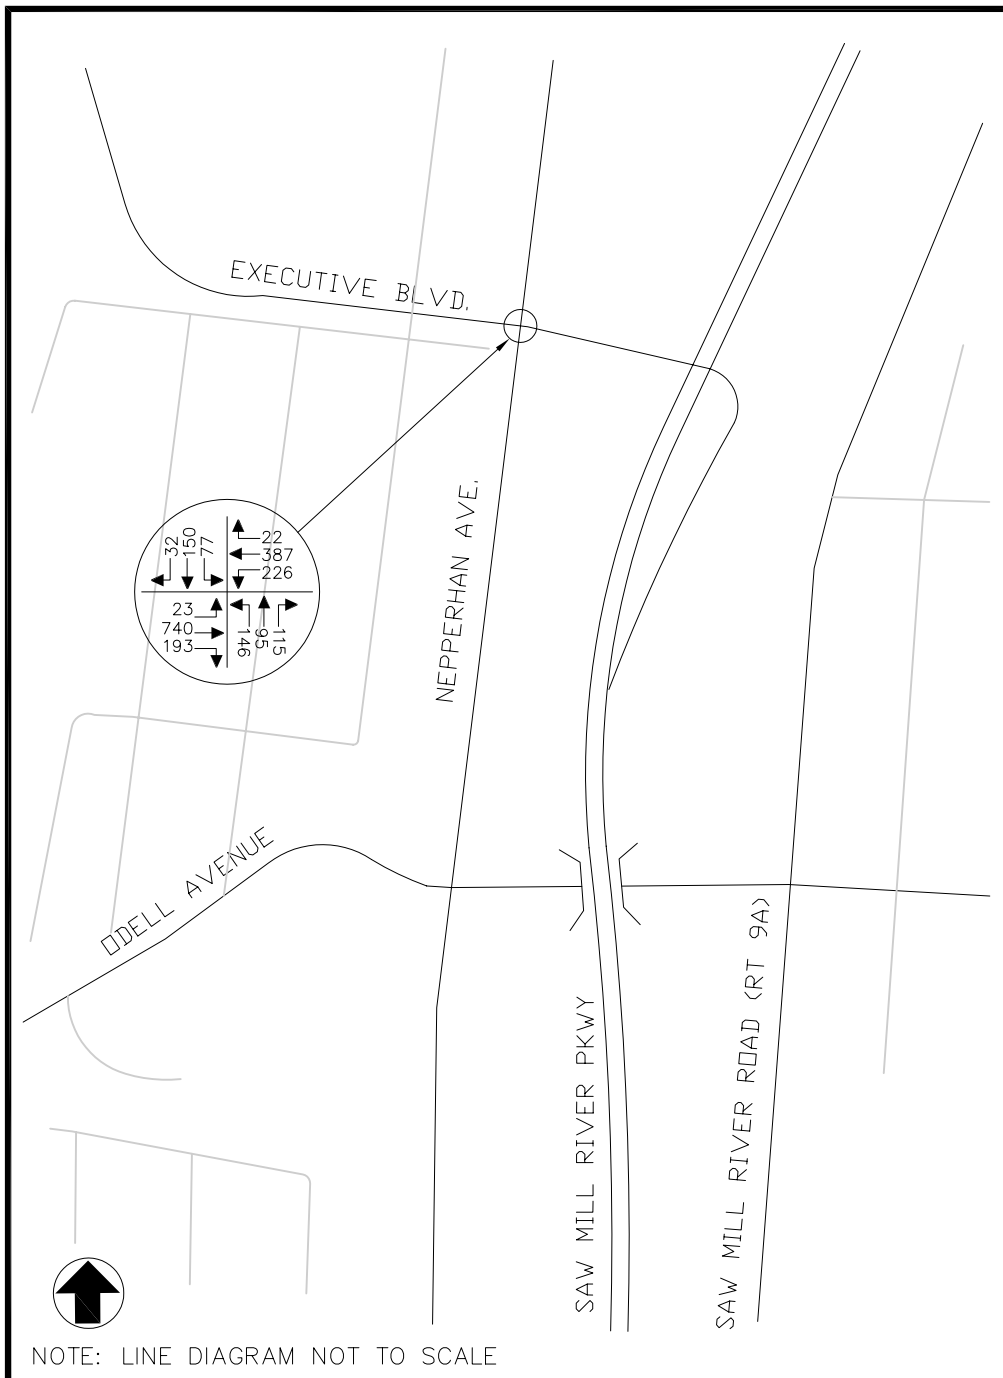 EXECUTIVE BLVD.
NEPPERHAN AVE.
32
150
77
22
387
226
23
740
193
146
95
115
ODELL AVENUE
SAW MILL RIVER PKWY
SAW MILL RIVER ROAD (RT 9A)
NOTE: LINE DIAGRAM NOT TO SCALE